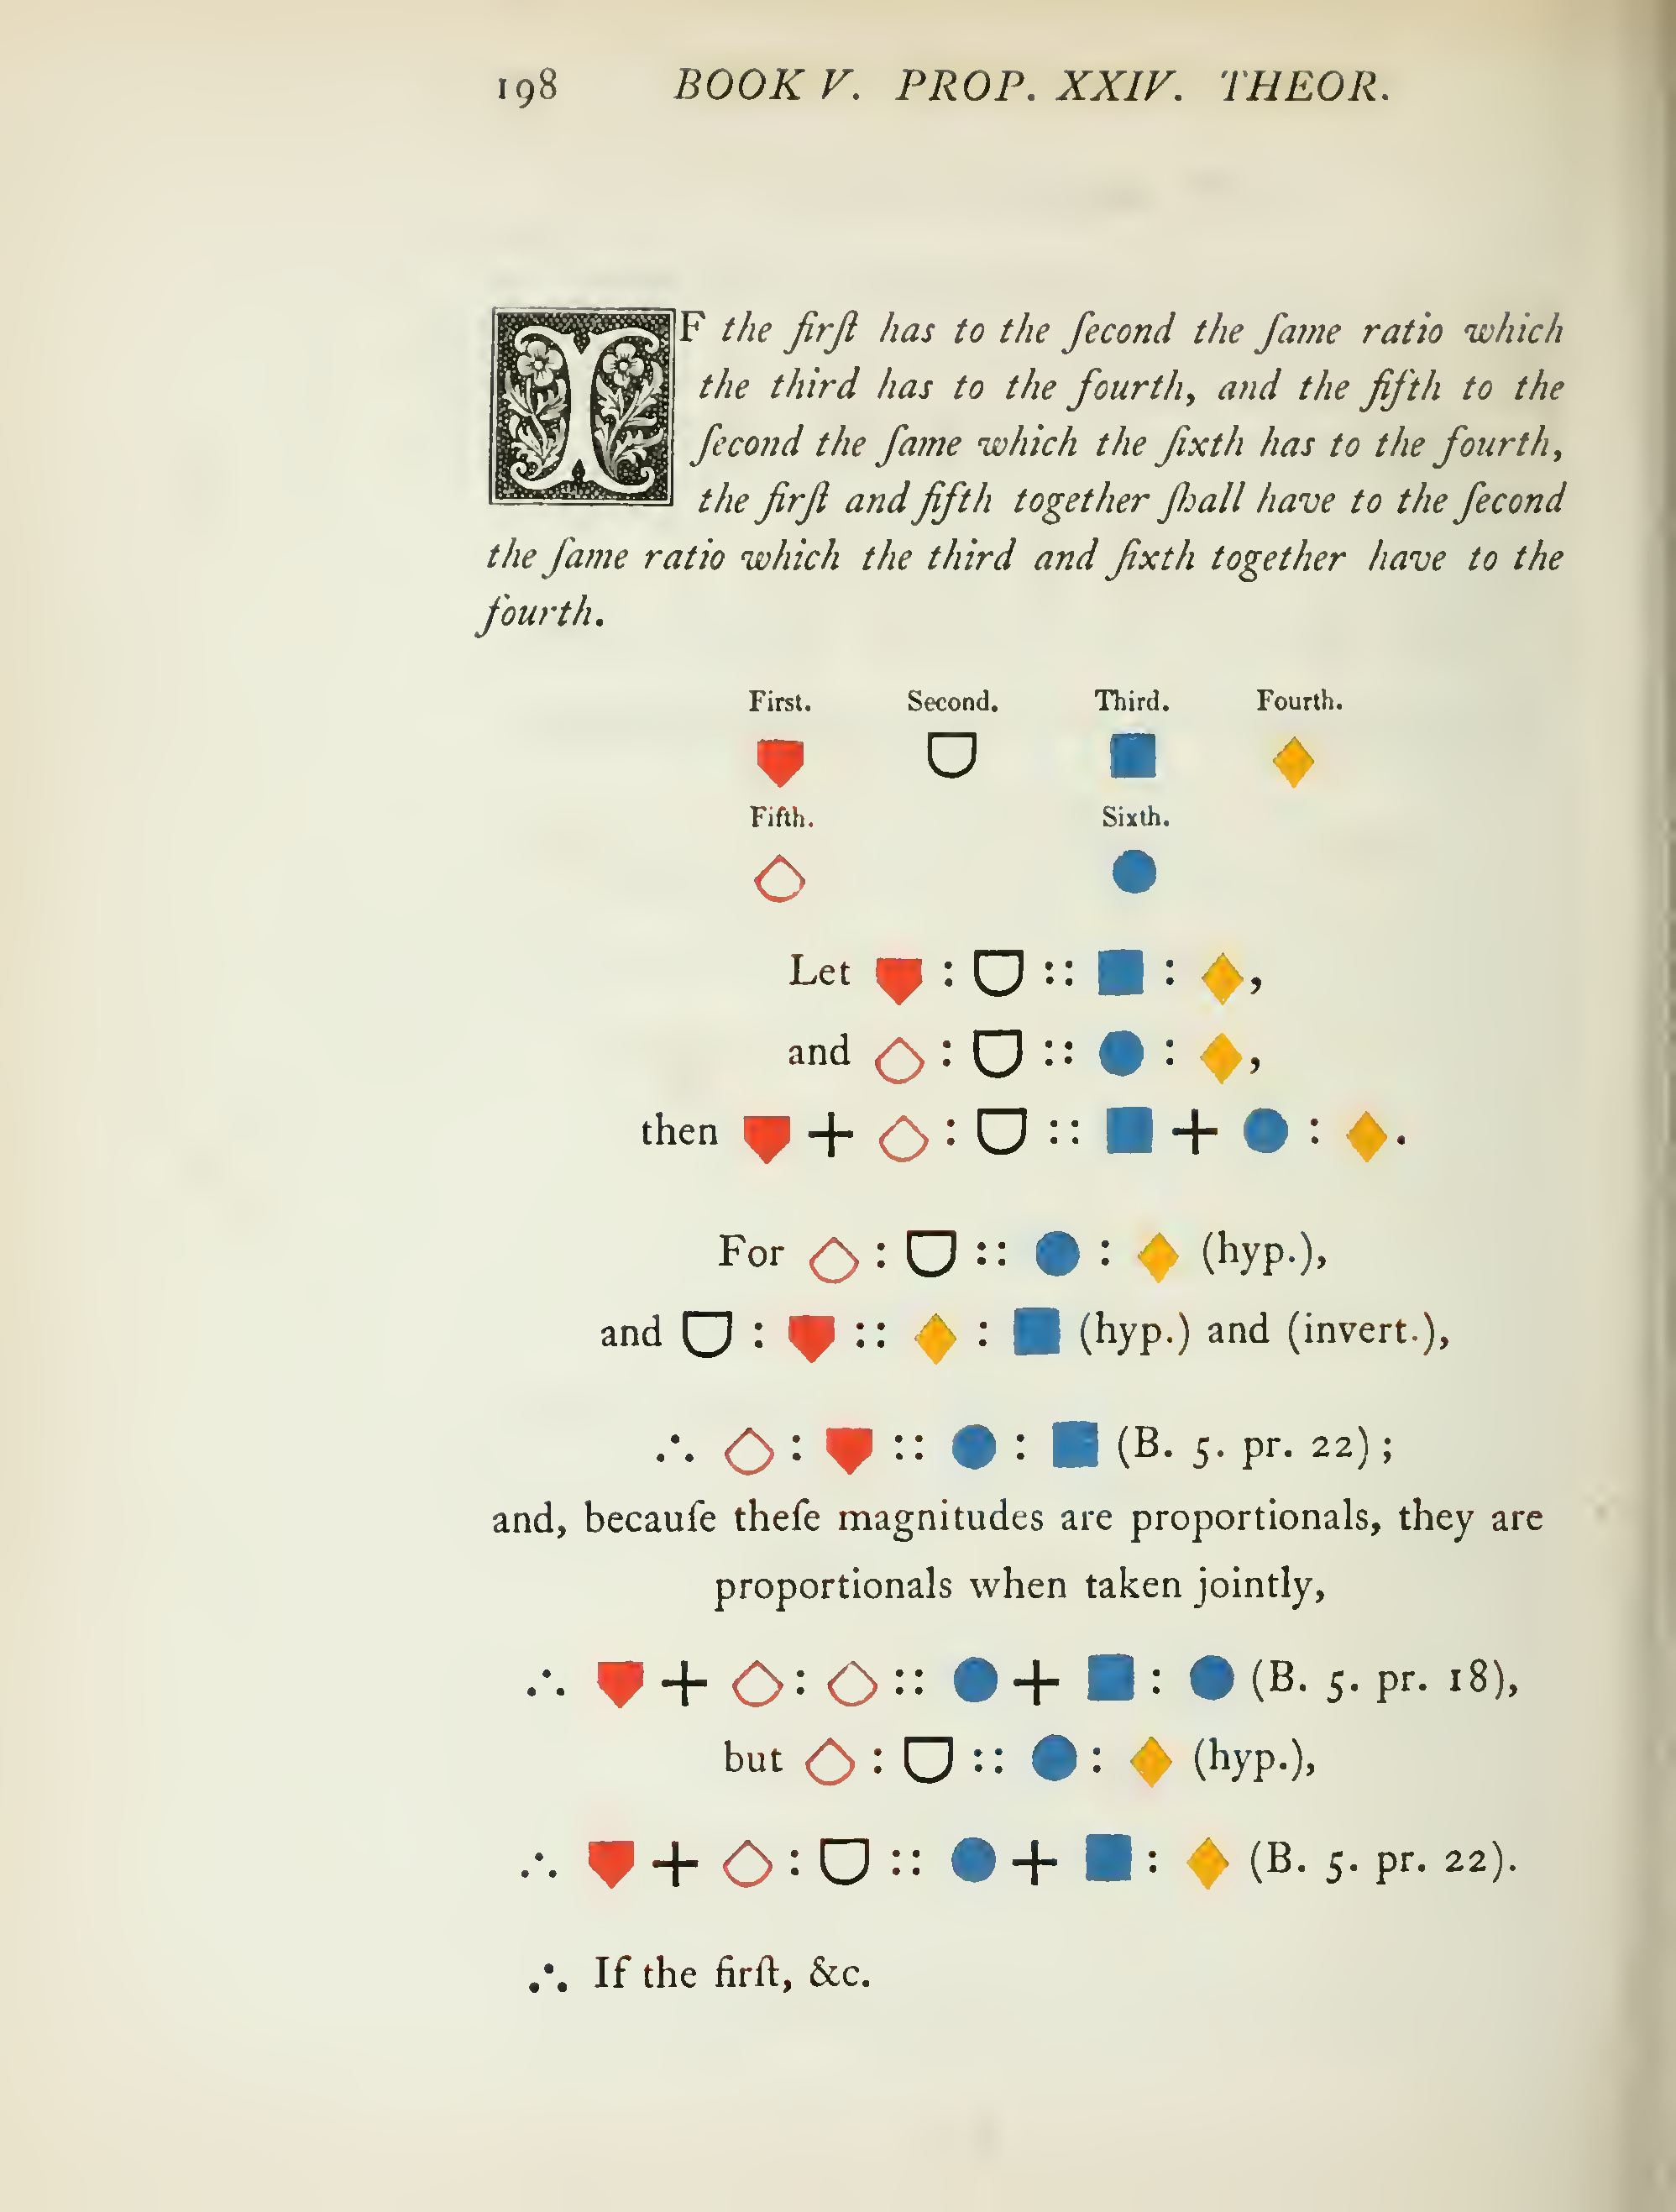 198 BOOK V. PROP. XXIV. THEOR.
IF the firſt has to the ſecond the ſame ratio which
the third has to the fourth, and the fifth to the
ſecond the ſame which the ſixth has to the fourth,
the firſt and fifth together ſhall have to the ſecond
the ſame ratio which the third and ſixth together have to the
fourth.
First. Second. Third. Fourth.
Fifth. Sixth.
Let : :: : ,
and : :: : ,
then + : :: + : .
For : :: : (hyp.),
and : :: : (hyp.) and (invert.),
∴ : :: : (B. 5. pr. 22);
and, becauſe theſe magnitudes are proportionals, they are
proportionals when taken jointly,
∴ + : :: + : (B. 5. pr. 18),
but : :: : (hyp.),
∴ + : :: + : (B. 5. pr. 22).
∴ If the firſt, &c.